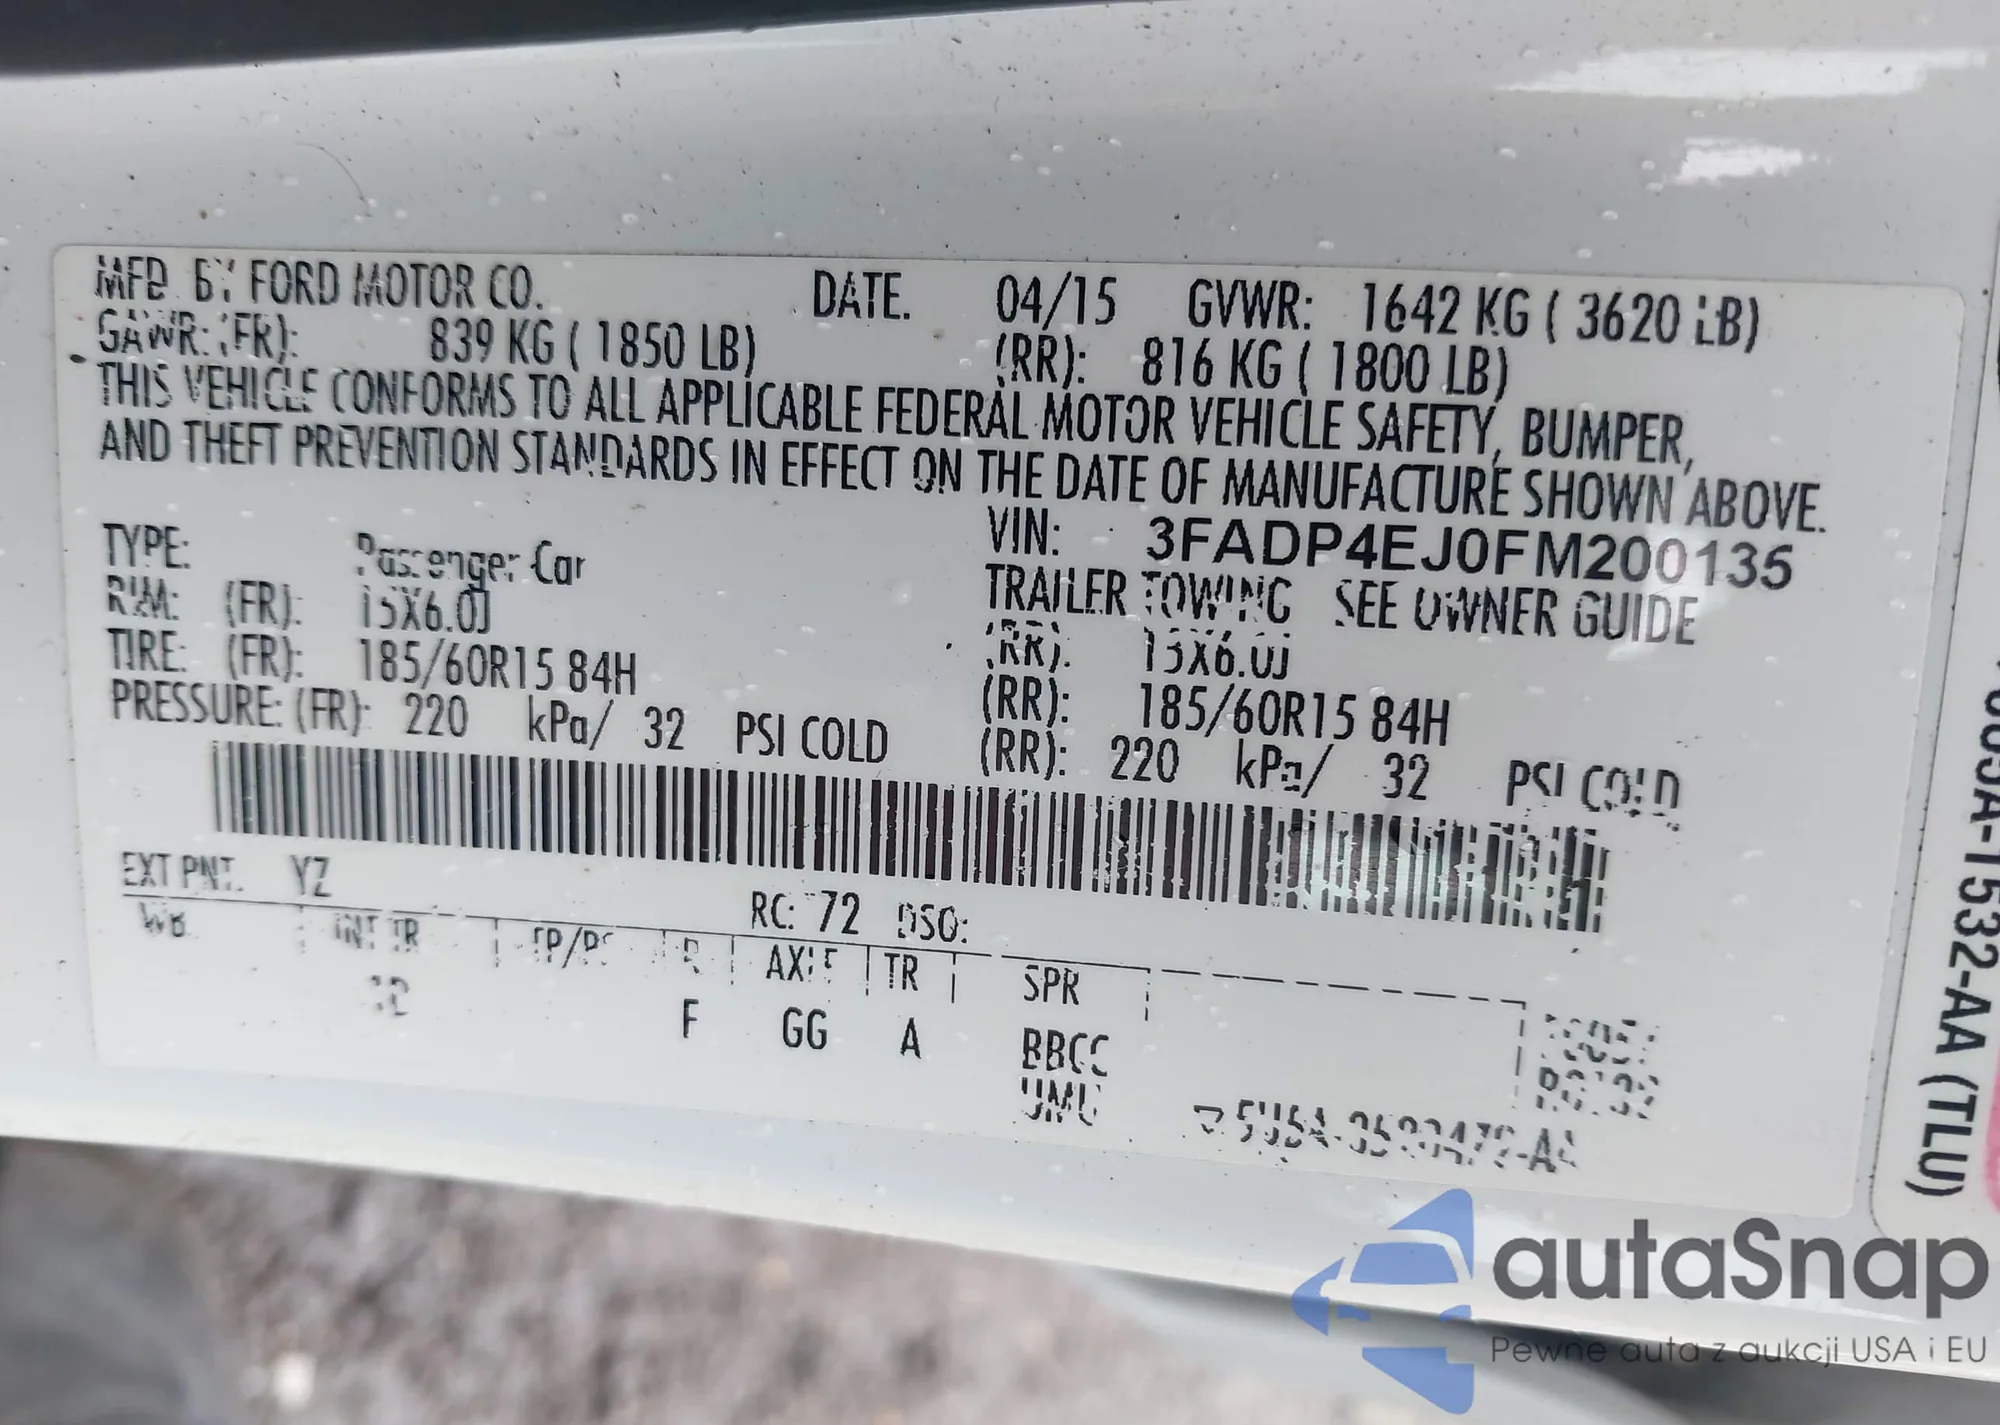 MFD. BY FORD MOTOR CO. DATE. 04/15 GVWR: 1642 KG ( 3620 LB)
GAWR: (FR): 839 KG ( 1850 LB) (RR): 816 KG ( 1800 LB)
THIS VEHICLE CONFORMS TO ALL APPLICABLE FEDERAL MOTOR VEHICLE SAFETY, BUMPER,
AND THEFT PREVENTION STANDARDS IN EFFECT ON THE DATE OF MANUFACTURE SHOWN ABOVE.
VIN: 3FADP4EJ0FM200135
TYPE: Passenger Car TRAILER TOWING SEE OWNER GUIDE
RIM: (FR): 15X6.0J (RR): 15X6.0J
TIRE: (FR): 185/60R15 84H (RR): 185/60R15 84H
PRESSURE: (FR): 220 kPa/ 32 PSI COLD (RR): 220 kPa/ 32 PSI COLD
EXT PNT. YZ RC: 72 DSO:
WB INT TR TP/PS R AXLE TR SPR
F GG A BBCC
-1532-AA (TLU)
autaSnap
Pewne auta z aukcji USA i EU